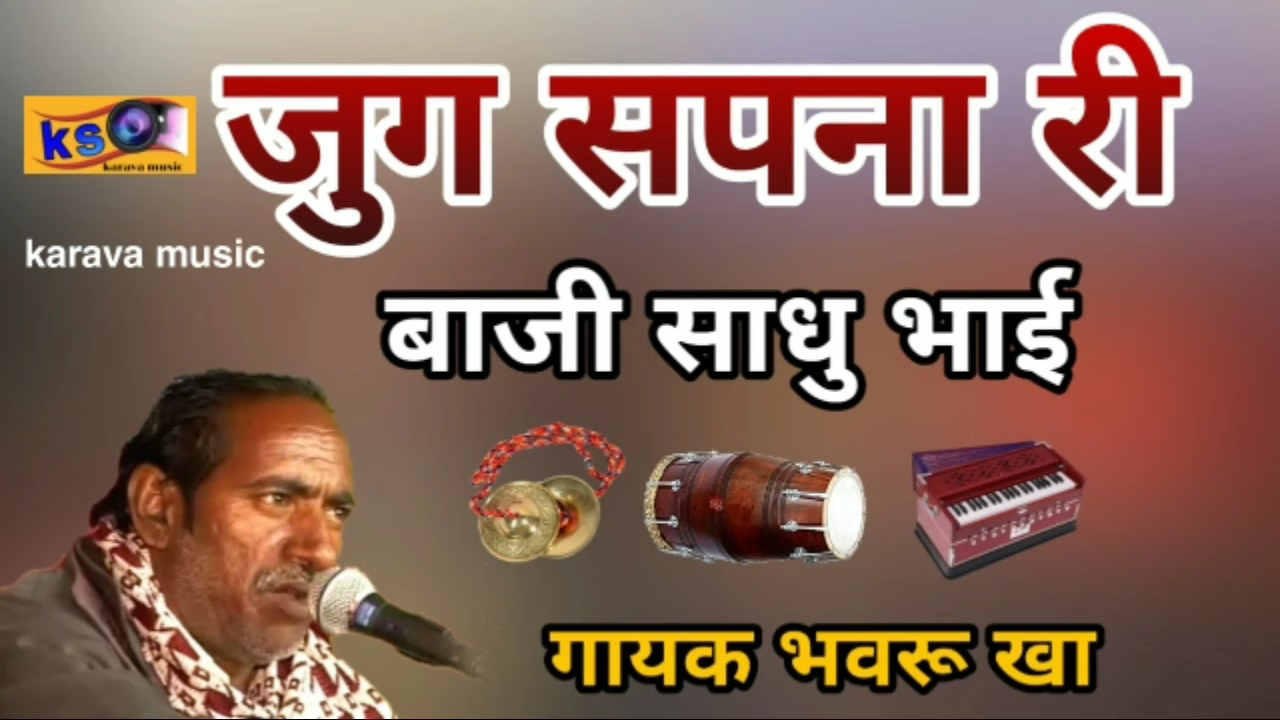 जुग सपना री
ks
karava music
karava music
बाजी साधु भाई
गायक भवरू खा